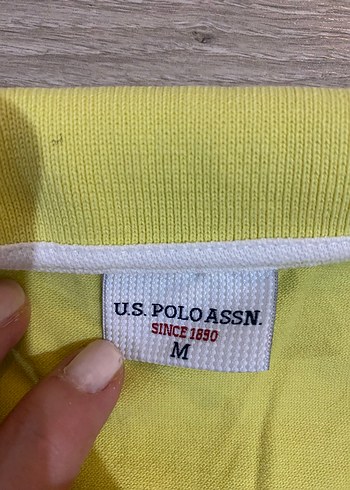 U.S. POLO ASSN.
SINCE 1890
M